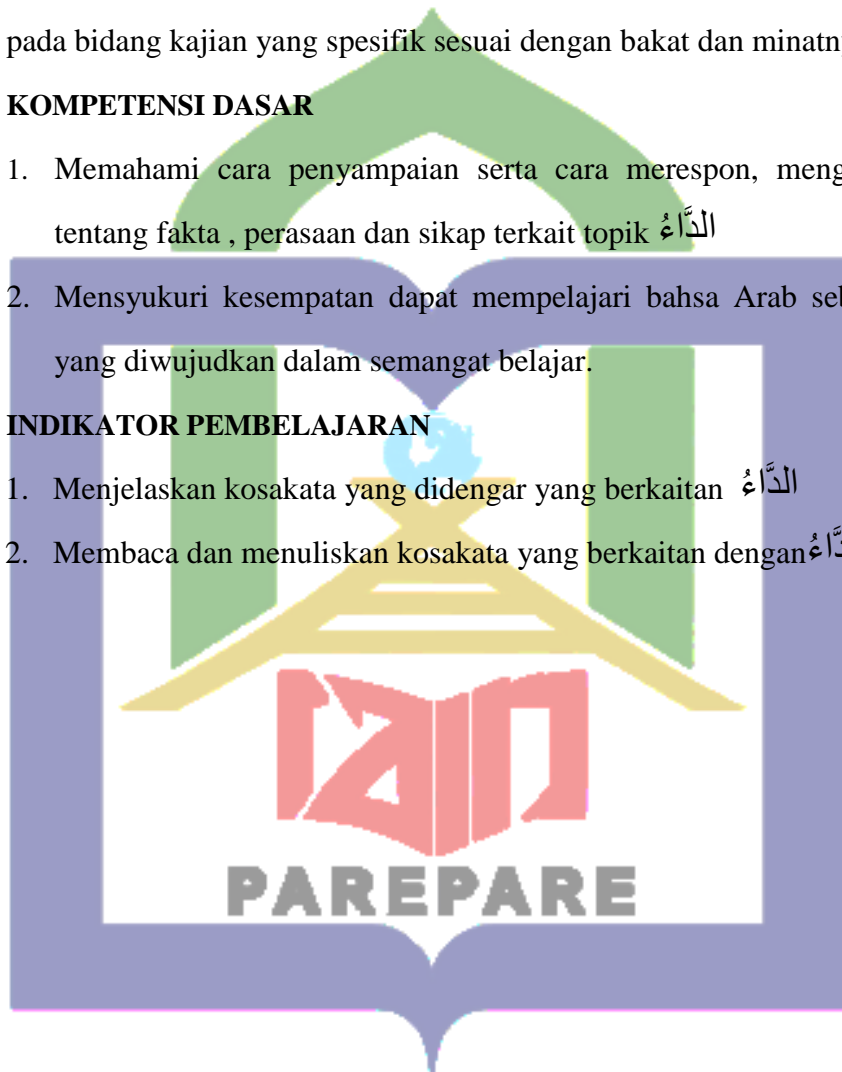 pada bidang kajian yang spesifik sesuai dengan bakat dan
KOMPETENSI DASAR
1. Memahami cara penyampaian serta cara merespon,
tentang fakta , perasaan dan sikap terkait topik الدَّاءُ
2. Mensyukuri kesempatan dapat mempelajari bahsa Arab
yang diwujudkan dalam semangat belajar.
INDIKATOR PEMBELAJARAN
1. Menjelaskan kosakata yang didengar yang berkaitan الدَّاءُ
2. Membaca dan menuliskan kosakata yang berkaitan dengan
iain
PAREPARE